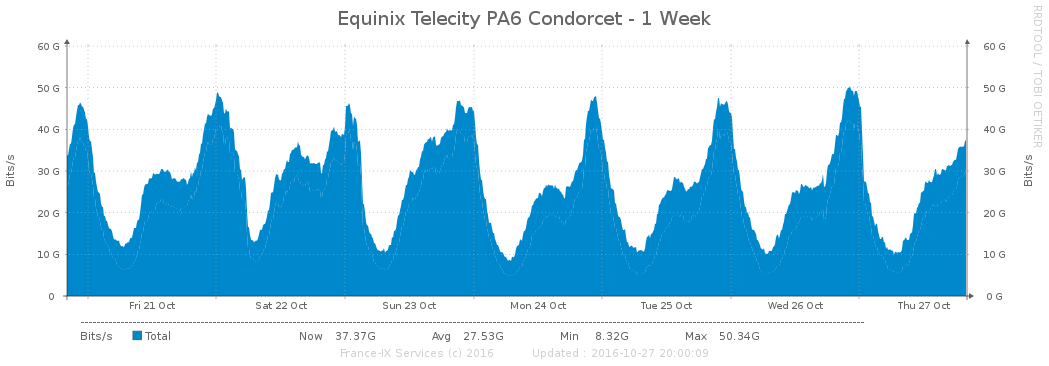 Equinix Telecity PA6 Condorcet - 1 Week
RRDTOOL / TOBI OETIKER
Bits/s
60 G
50 G
40 G
30 G
20 G
10 G
0
60 G
50 G
40 G
30 G
20 G
10 G
0 G
Bits/s
Fri 21 Oct Sat 22 Oct Sun 23 Oct Mon 24 Oct Tue 25 Oct Wed 26 Oct Thu 27 Oct
Bits/s Total Now 37.37G Avg 27.53G Min 8.32G Max 50.34G
France-IX Services (c) 2016 Updated : 2016-10-27 20:00:09